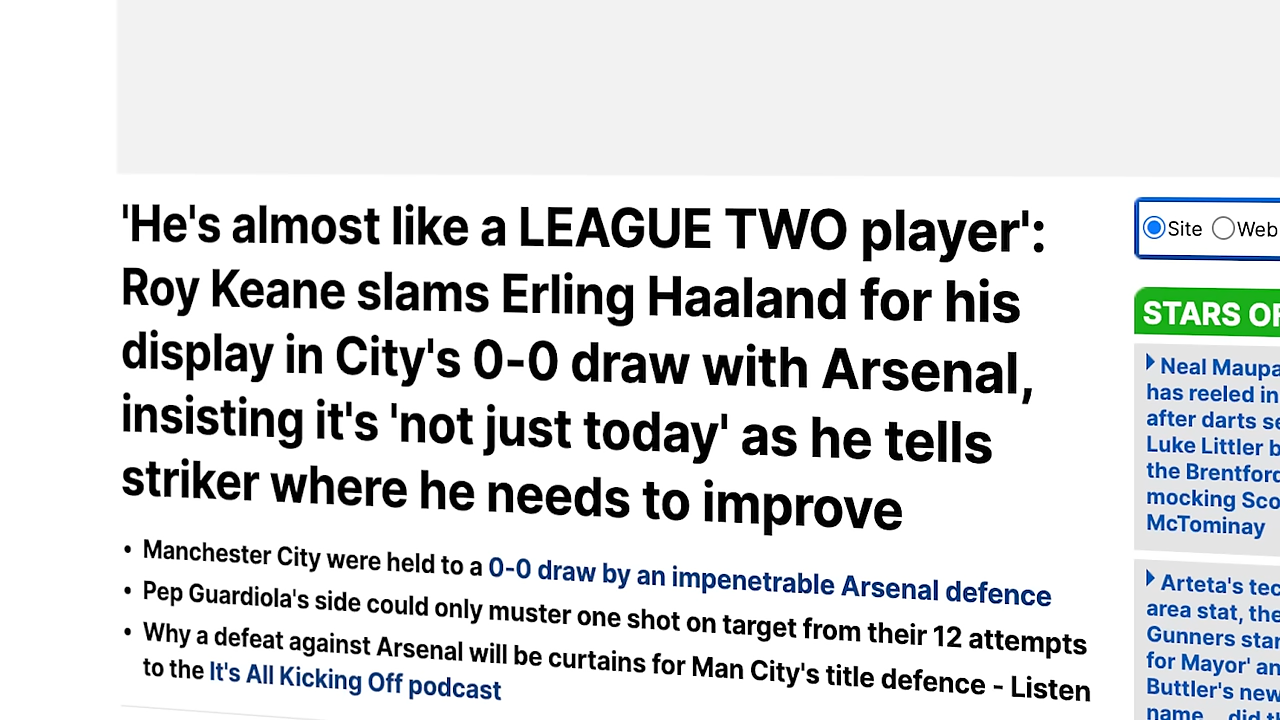 'He's almost like a LEAGUE TWO player':
Roy Keane slams Erling Haaland for his
display in City's 0-0 draw with Arsenal,
insisting it's 'not just today' as he tells
striker where he needs to improve
• Manchester City were held to a 0-0 draw by an impenetrable Arsenal defence
• Pep Guardiola's side could only muster one shot on target from their 12 attempts
• Why a defeat against Arsenal will be curtains for Man City's title defence - Listen
to the It's All Kicking Off podcast
Site Web
STARS
Neal
has reeled in
after darts
Luke Littler
the
mocking
McTominay
Arteta's
area stat, the
Gunners
for Mayor'
Buttler's new
name